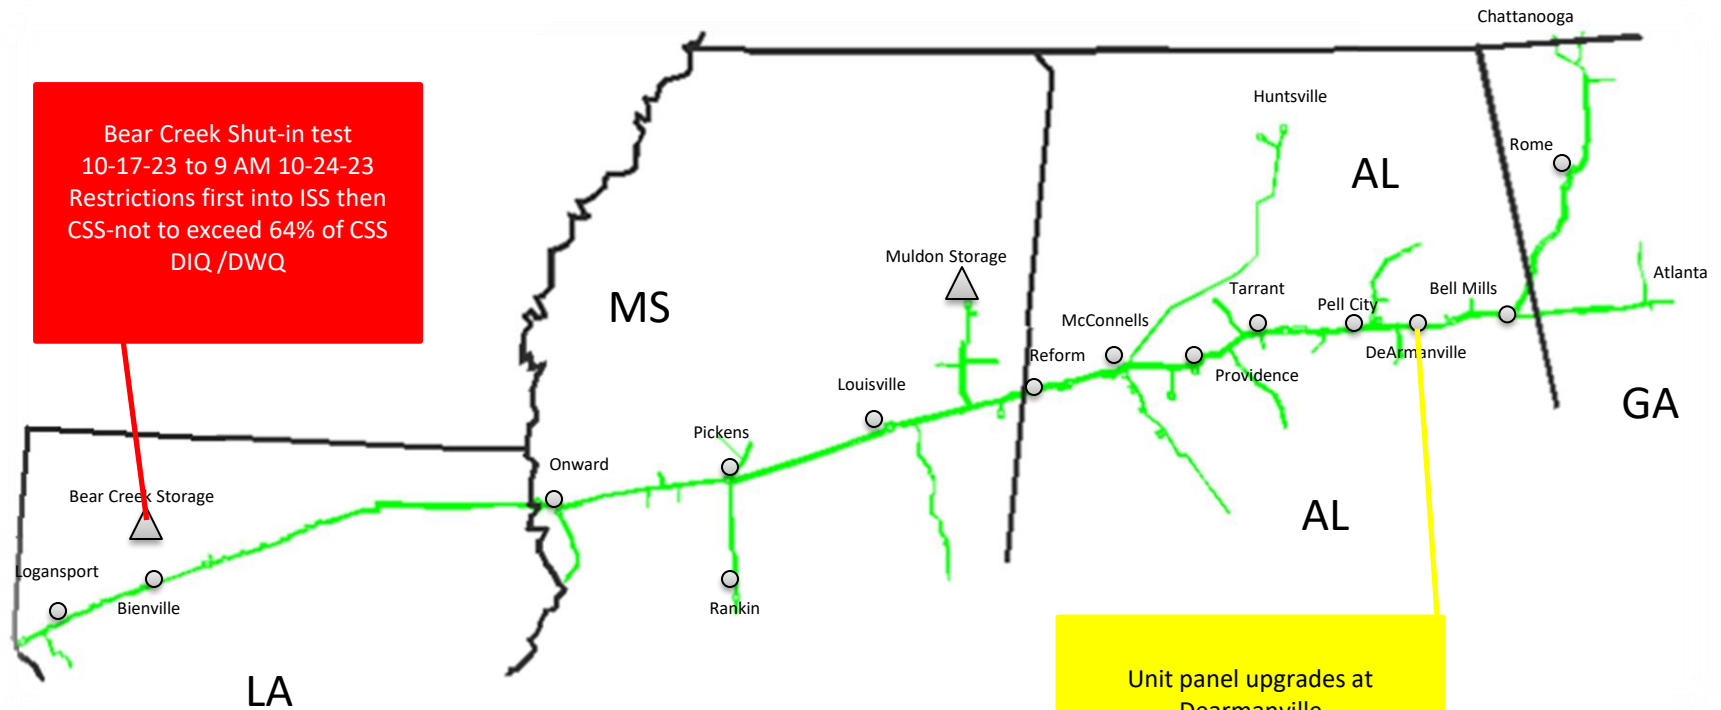 Chattanooga
Huntsville
Bear Creek Shut-in test
10-17-23 to 9 AM 10-24-23
Restrictions first into ISS then
CSS-not to exceed 64% of CSS
DIQ /DWQ
Rome
AL
Muldon Storage
Atlanta
MS
Tarrant
Bell Mills
Pell City
McConnells
Reform
DeArmanville
Providence
Louisville
GA
Pickens
Onward
Bear Creek Storage
AL
Logansport
Bienville
Rankin
LA
Unit panel upgrades at
Dearmanville